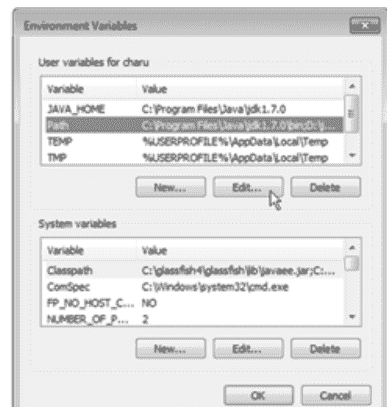 Environment Variables
User variables for charu
Variable Value
JAVA_HOME C:\Program Files\Java\jdk1.7.0
Path C:\Program Files\Java\jdk1.7.0\bin;D:\j...
TEMP %USERPROFILE%\AppData\Local\Temp
TMP %USERPROFILE%\AppData\Local\Temp
New... Edit... Delete
System variables
Variable Value
Classpath C:\glassfish4\glassfish\lib\javaee.jar;C:...
ComSpec C:\Windows\system32\cmd.exe
FP_NO_HOST_C... NO
NUMBER_OF_P... 2
New... Edit... Delete
OK Cancel